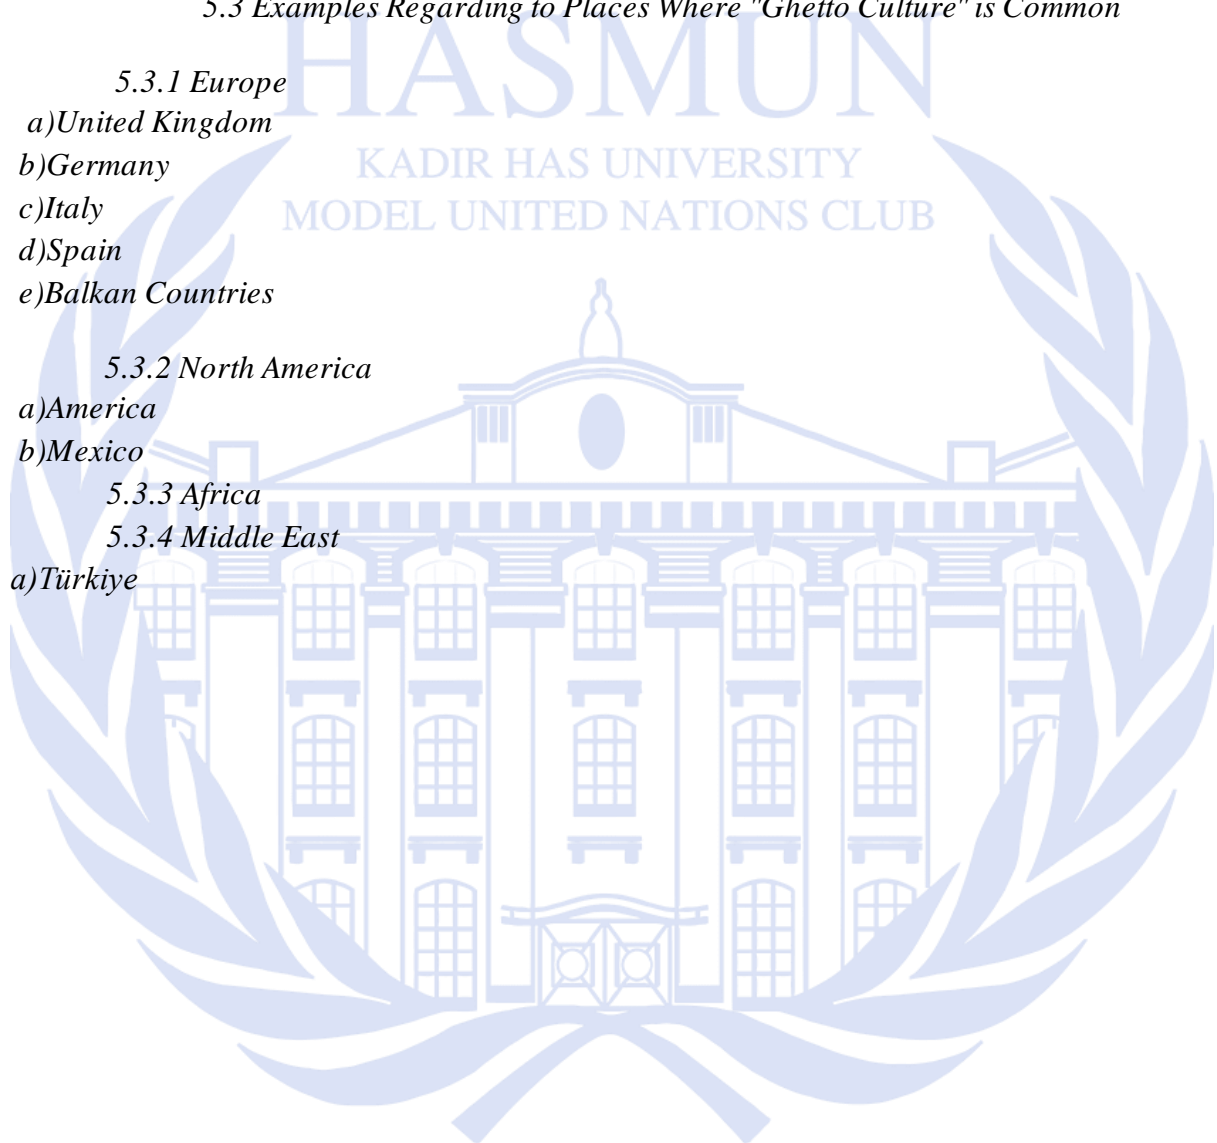 5.3 Examples Regarding to Places Where "Ghetto Culture" is Common
HASMUN
5.3.1 Europe
a)United Kingdom
KADIR HAS UNIVERSITY
b)Germany
MODEL UNITED NATIONS CLUB
c)Italy
d)Spain
e)Balkan Countries
5.3.2 North America
a)America
b)Mexico
5.3.3 Africa
5.3.4 Middle East
a)Türkiye